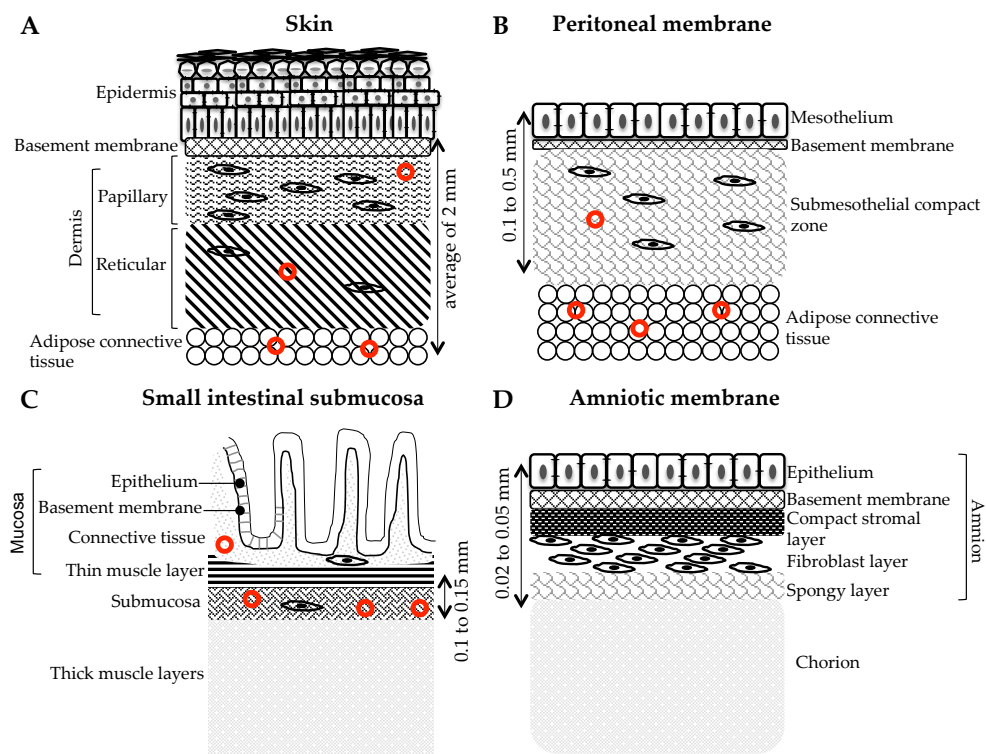 A
Skin
Epidermis
Basement membrane
Dermis
Papillary
Reticular
Adipose connective
tissue
average of 2 mm
B
Peritoneal membrane
0.1 to 0.5 mm
Mesothelium
Basement membrane
Submesothelial compact
zone
Adipose connective
tissue
C
Small intestinal submucosa
Mucosa
Epithelium
Basement membrane
Connective tissue
Thin muscle layer
Submucosa
Thick muscle layers
0.1 to 0.15 mm
D
Amniotic membrane
0.02 to 0.05 mm
Epithelium
Basement membrane
Compact stromal
layer
Fibroblast layer
Spongy layer
Amnion
Chorion